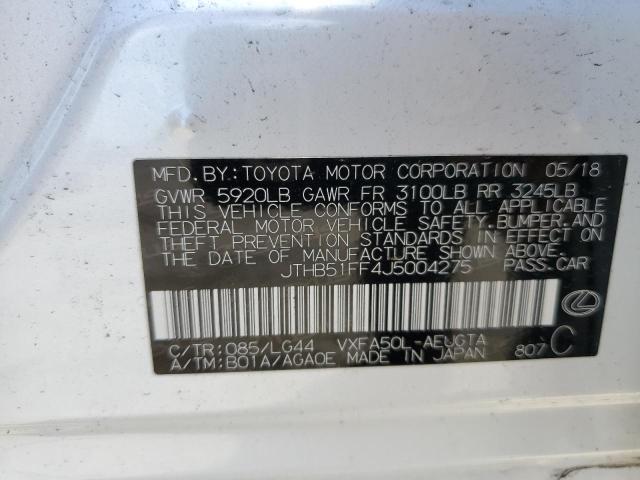 MFD. BY: TOYOTA MOTOR CORPORATION 05/18
GVWR 5920LB GAWR FR 3100LB RR 3245LB
THIS VEHICLE CONFORMS TO ALL APPLICABLE
FEDERAL MOTOR VEHICLE SAFETY, BUMPER, AND
THEFT PREVENTION STANDARDS IN EFFECT ON
THE DATE OF MANUFACTURE SHOWN ABOVE.
JTHB51FF4J5004275 PASS. CAR
C/TR: 085/LG44 VXFA50L-AEUGTA
A/TM: B01A/AGA0E MADE IN JAPAN 807 C